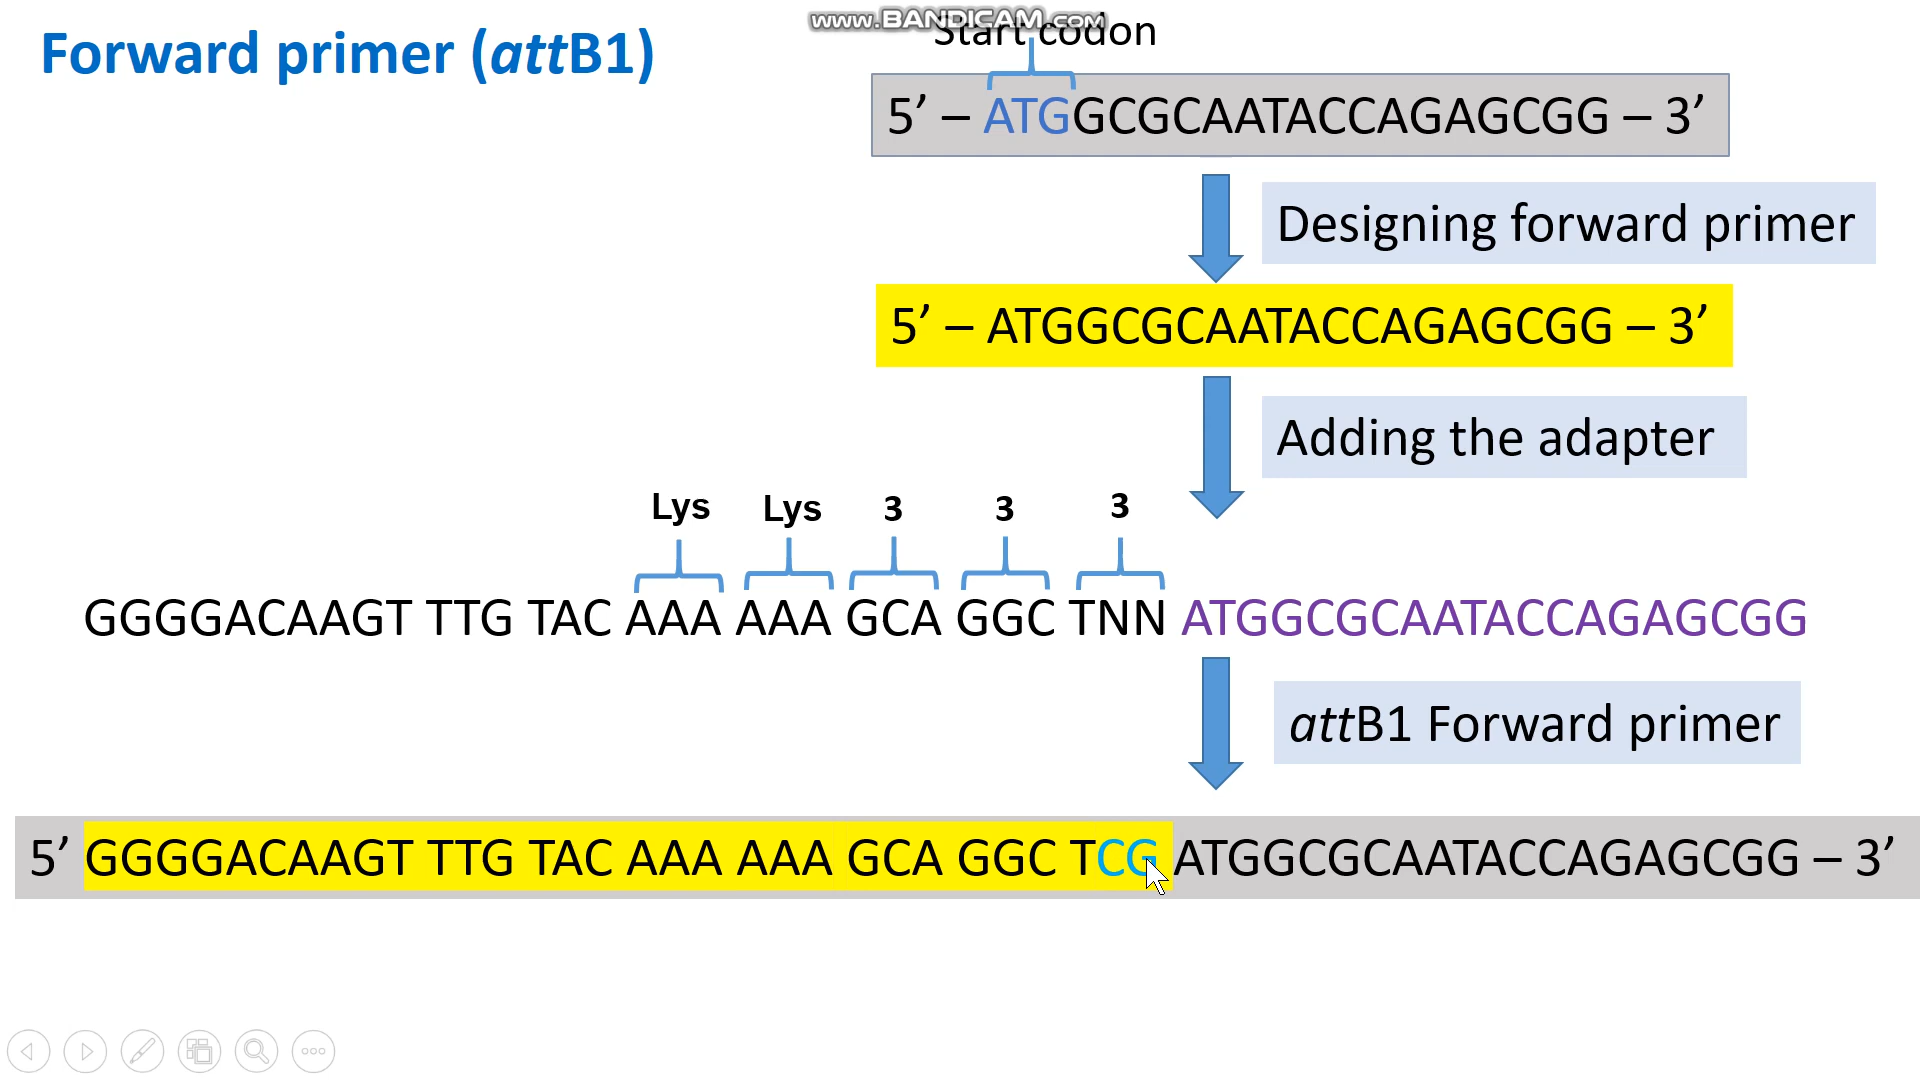 www.BANDICAM.com
Forward primer (attB1)
Start codon
5’ – ATGGCGCAATACCAGAGCGG – 3’
Designing forward primer
5’ – ATGGCGCAATACCAGAGCGG – 3’
Adding the adapter
Lys Lys 3 3 3
GGGGACAAGT TTG TAC AAA AAA GCA GGC TNN ATGGCGCAATACCAGAGCGG
attB1 Forward primer
5’ GGGGACAAGT TTG TAC AAA AAA GCA GGC TCG ATGGCGCAATACCAGAGCGG – 3’